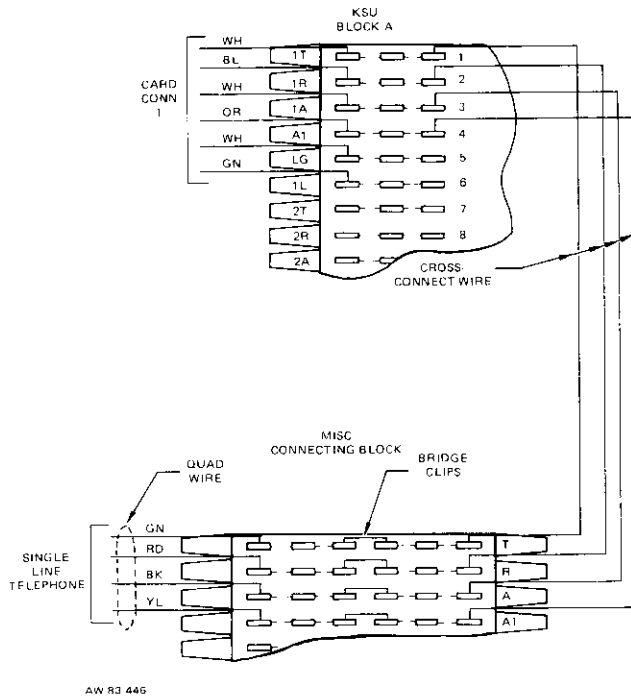 KSU
BLOCK A
WH
BL
WH
OR
WH
GN
CARD
CONN
1
1T
1R
1A
A1
LG
1L
2T
2R
2A
1
2
3
4
5
6
7
8
CROSS-
CONNECT WIRE
MISC
CONNECTING BLOCK
QUAD
WIRE
BRIDGE
CLIPS
GN
RD
BK
YL
SINGLE
LINE
TELEPHONE
T
R
A
A1
AW 83 446